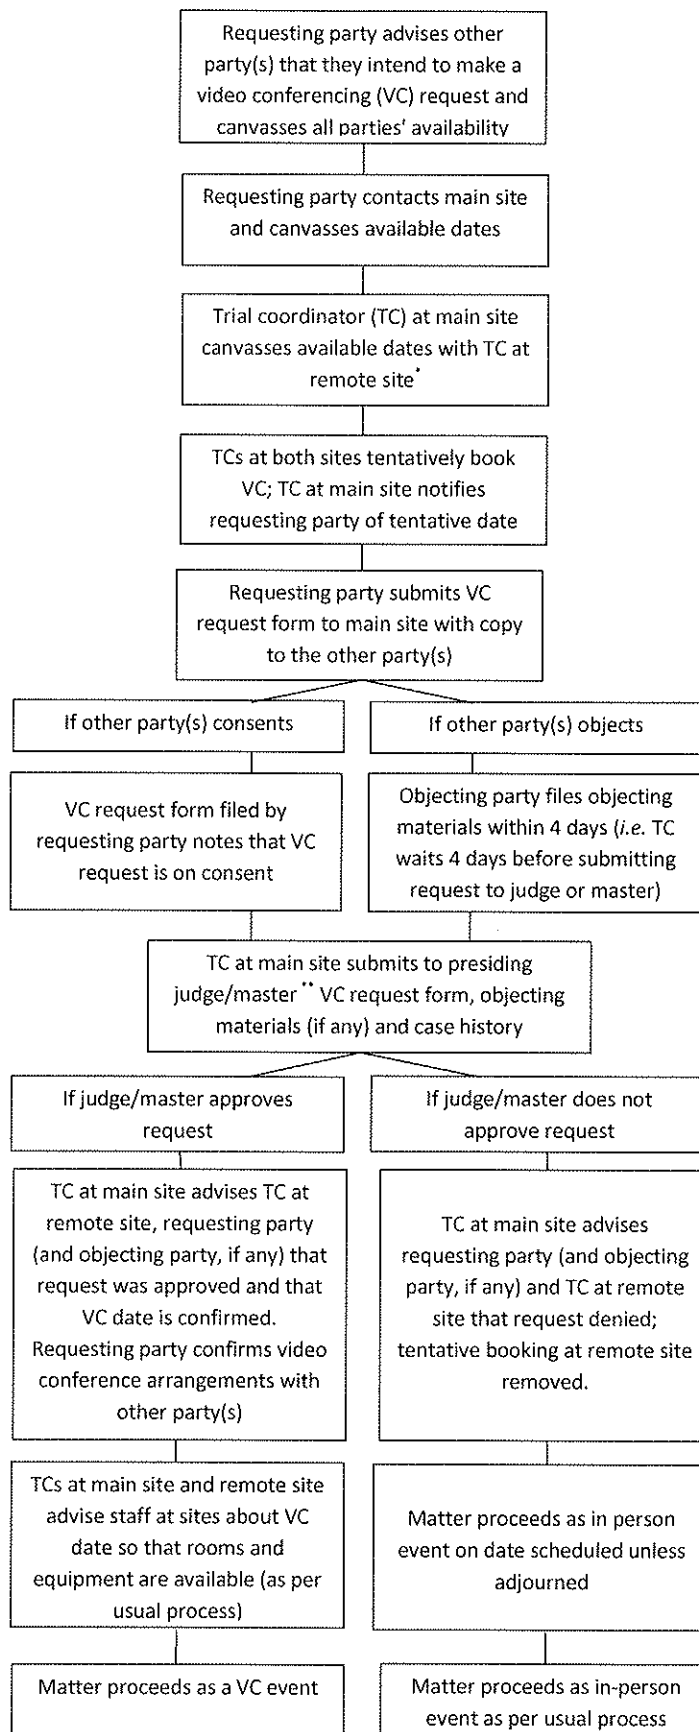 Requesting party advises other
party(s) that they intend to make a
video conferencing (VC) request and
canvasses all parties' availability
Requesting party contacts main site
and canvasses available dates
Trial coordinator (TC) at main site
canvasses available dates with TC at
remote site*
TCs at both sites tentatively book
VC; TC at main site notifies
requesting party of tentative date
Requesting party submits VC
request form to main site with copy
to the other party(s)
If other party(s) consents
If other party(s) objects
VC request form filed by
requesting party notes that VC
request is on consent
Objecting party files objecting
materials within 4 days (i.e. TC
waits 4 days before submitting
request to judge or master)
TC at main site submits to presiding
judge/master ** VC request form, objecting
materials (if any) and case history
If judge/master approves
request
If judge/master does not
approve request
TC at main site advises TC at
remote site, requesting party
(and objecting party, if any) that
request was approved and that
VC date is confirmed.
Requesting party confirms video
conference arrangements with
other party(s)
TC at main site advises
requesting party (and objecting
party, if any) and TC at remote
site that request denied;
tentative booking at remote site
removed.
TCs at main site and remote site
advise staff at sites about VC
date so that rooms and
equipment are available (as per
usual process)
Matter proceeds as in person
event on date scheduled unless
adjourned
Matter proceeds as a VC event
Matter proceeds as in-person
event as per usual process